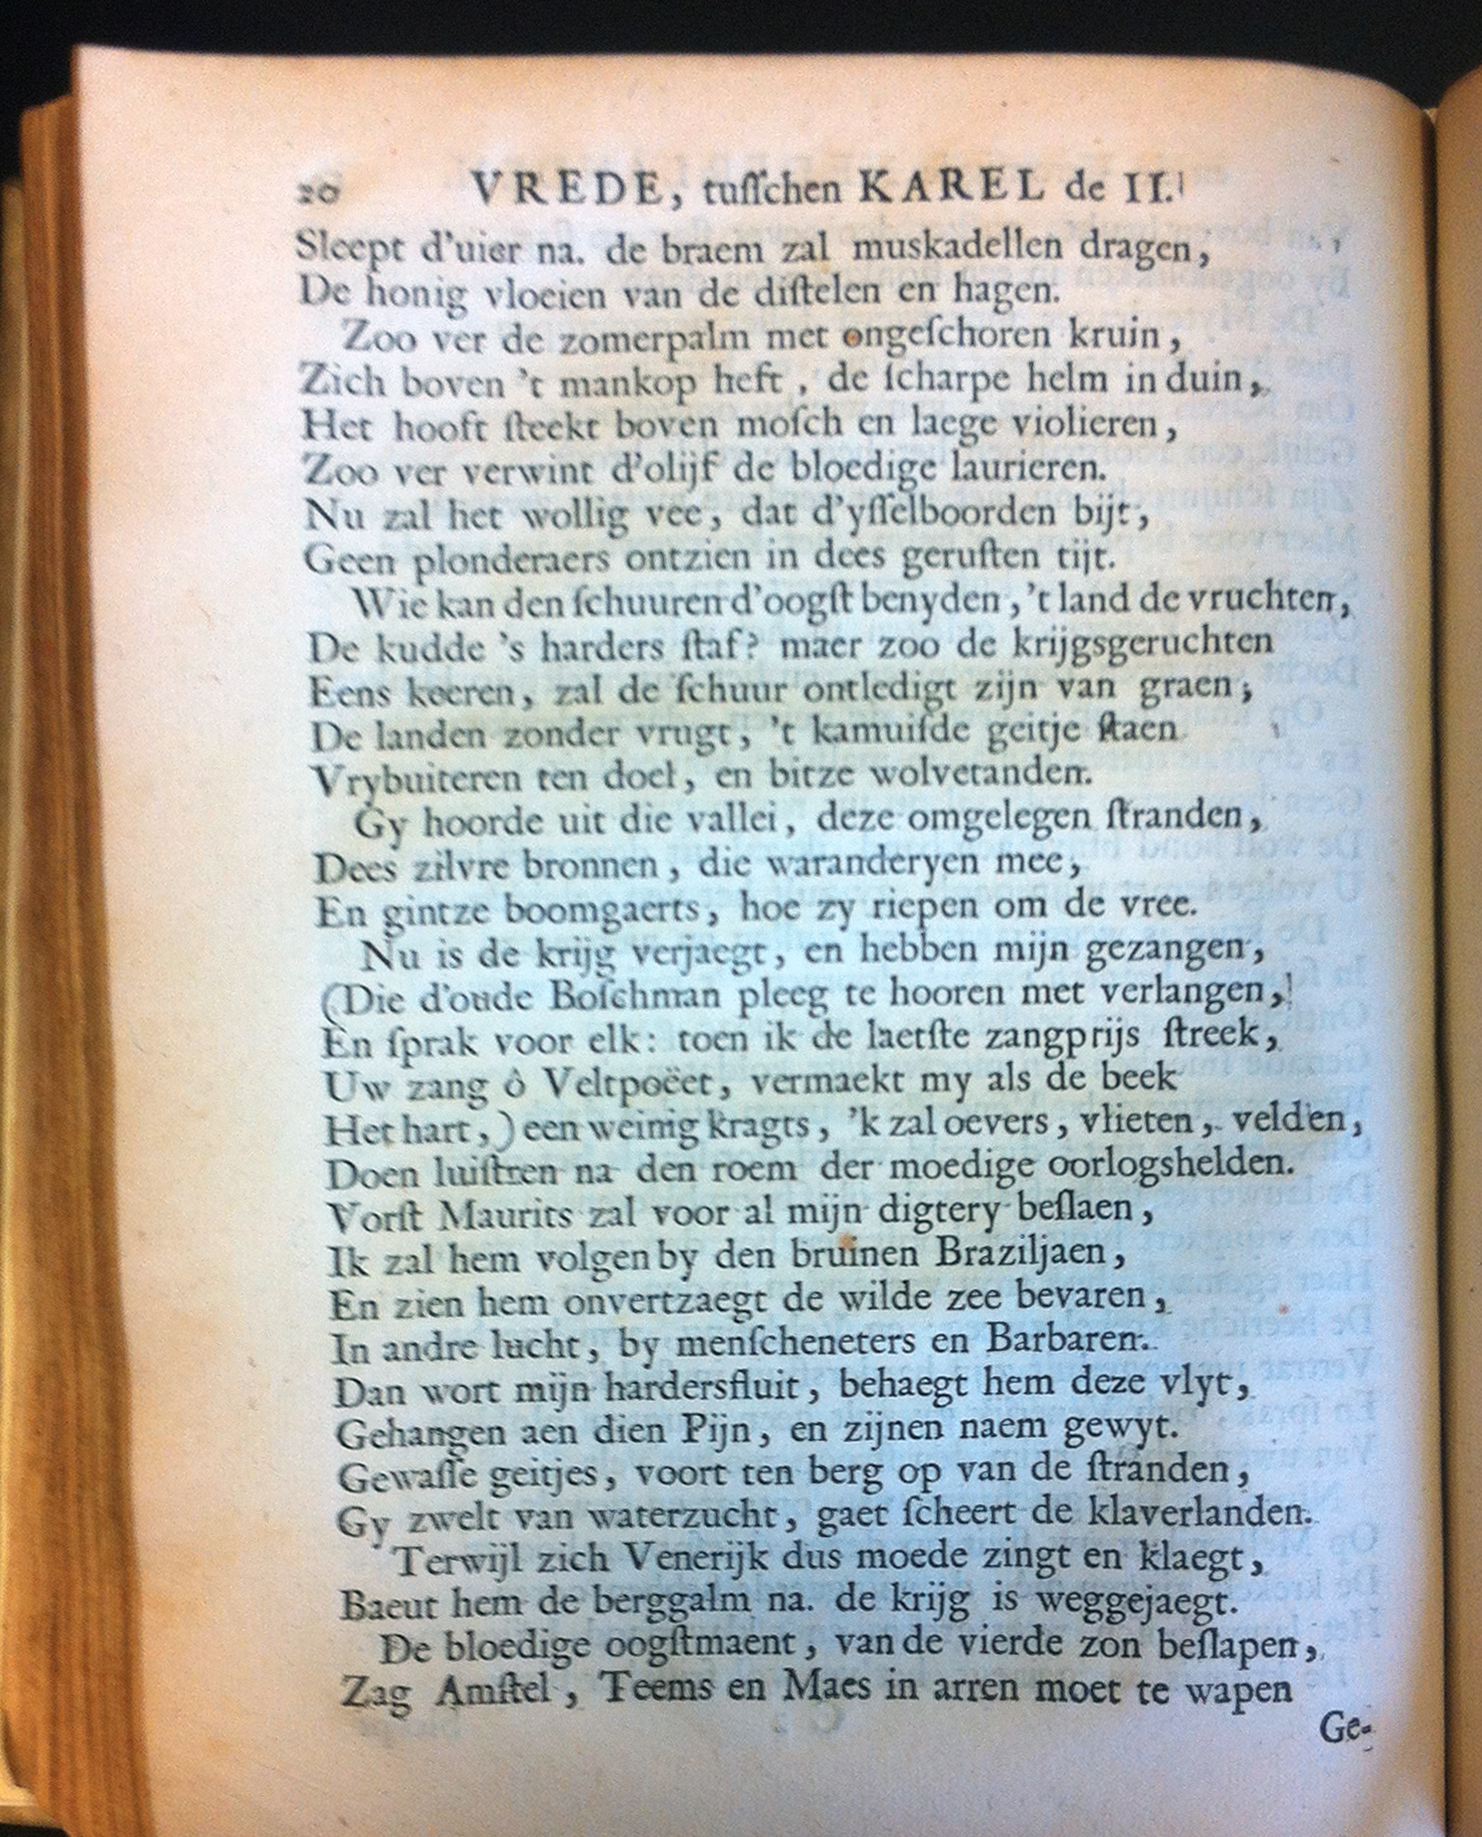 20 VREDE, tuſſchen KAREL de II.
Sleept d'uier na. de braem zal muskadellen dragen,
De honig vloeien van de diſtelen en hagen.
Zoo ver de zomerpalm met ongeſchoren kruin,
Zich boven 't mankop heft, de ſcharpe helm in duin,
Het hooft ſteekt boven moſch en laege violieren,
Zoo ver verwint d'olijf de bloedige laurieren.
Nu zal het wollig vee, dat d'yſſelboorden bijt,
Geen plonderaers ontzien in dees geruſten tijt.
Wie kan den ſchuuren d'oogſt benyden, 't land de vruchten,
De kudde 's harders ſtaf? maer zoo de krijgsgeruchten
Eens keeren, zal de ſchuur ontledigt zijn van graen;
De landen zonder vrugt, 't kamuiſde geitje ſtaen
Vrybuiteren ten doel, en bitze wolvetanden.
Gy hoorde uit die vallei, deze omgelegen ſtranden,
Dees zilvre bronnen, die waranderyen mee,
En gintze boomgaerts, hoe zy riepen om de vree.
Nu is de krijg verjaegt, en hebben mijn gezangen,
(Die d'oude Boſchman pleeg te hooren met verlangen,
En ſprak voor elk: toen ik de laetſte zangprijs ſtreek,
Uw zang ô Veltpoëet, vermaekt my als de beek
Het hart,) een weinig kragts, 'k zal oevers, vlieten, velden,
Doen luiſtren na den roem der moedige oorlogshelden.
Vorſt Maurits zal voor al mijn digtery beſlaen,
Ik zal hem volgen by den bruinen Braziljaen,
En zien hem onvertzaegt de wilde zee bevaren,
In andre lucht, by menſcheneters en Barbaren.
Dan wort mijn hardersfluit, behaegt hem deze vlyt,
Gehangen aen dien Pijn, en zijnen naem gewyt.
Gewaſſe geitjes, voort ten berg op van de ſtranden,
Gy zwelt van waterzucht, gaet ſcheert de klaverlanden.
Terwijl zich Venerijk dus moede zingt en klaegt,
Baeut hem de berggalm na. de krijg is weggejaegt.
De bloedige oogſtmaent, van de vierde zon beſlapen,
Zag Amſtel, Teems en Maes in arren moet te wapen
Ge-